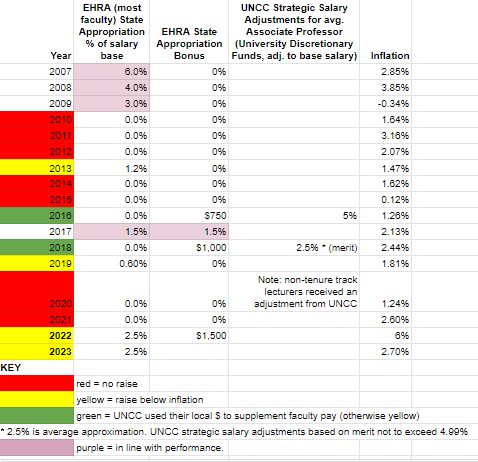 EHRA (most faculty) State Appropriation % of salary base
EHRA State Appropriation Bonus
UNCC Strategic Salary Adjustments for avg. Associate Professor (University Discretionary Funds, adj. to base salary)
Year Inflation
2007 6.0% 0% 2.85%
2008 4.0% 0% 3.85%
2009 3.0% 0% -0.34%
2010 0.0% 0% 1.64%
2011 0.0% 0% 3.16%
2012 0.0% 0% 2.07%
2013 1.2% 0% 1.47%
2014 0.0% 0% 1.62%
2015 0.0% 0% 0.12%
2016 0.0% $750 5% 1.26%
2017 1.5% 1.5% 2.13%
2018 0.0% $1,000 2.5% * (merit) 2.44%
2019 0.60% 0% 1.81%
Note: non-tenure track
lecturers received an
2020 0.0% 0% adjustment from UNCC 1.24%
2021 0.0% 0% 2.60%
2022 2.5% $1,500 6%
2023 2.5% 2.70%
KEY
red = no raise
yellow = raise below inflation
green = UNCC used their local $ to supplement faculty pay (otherwise yellow)
* 2.5% is average approximation. UNCC strategic salary adjustments based on merit not to exceed 4.99%
purple = in line with performance.